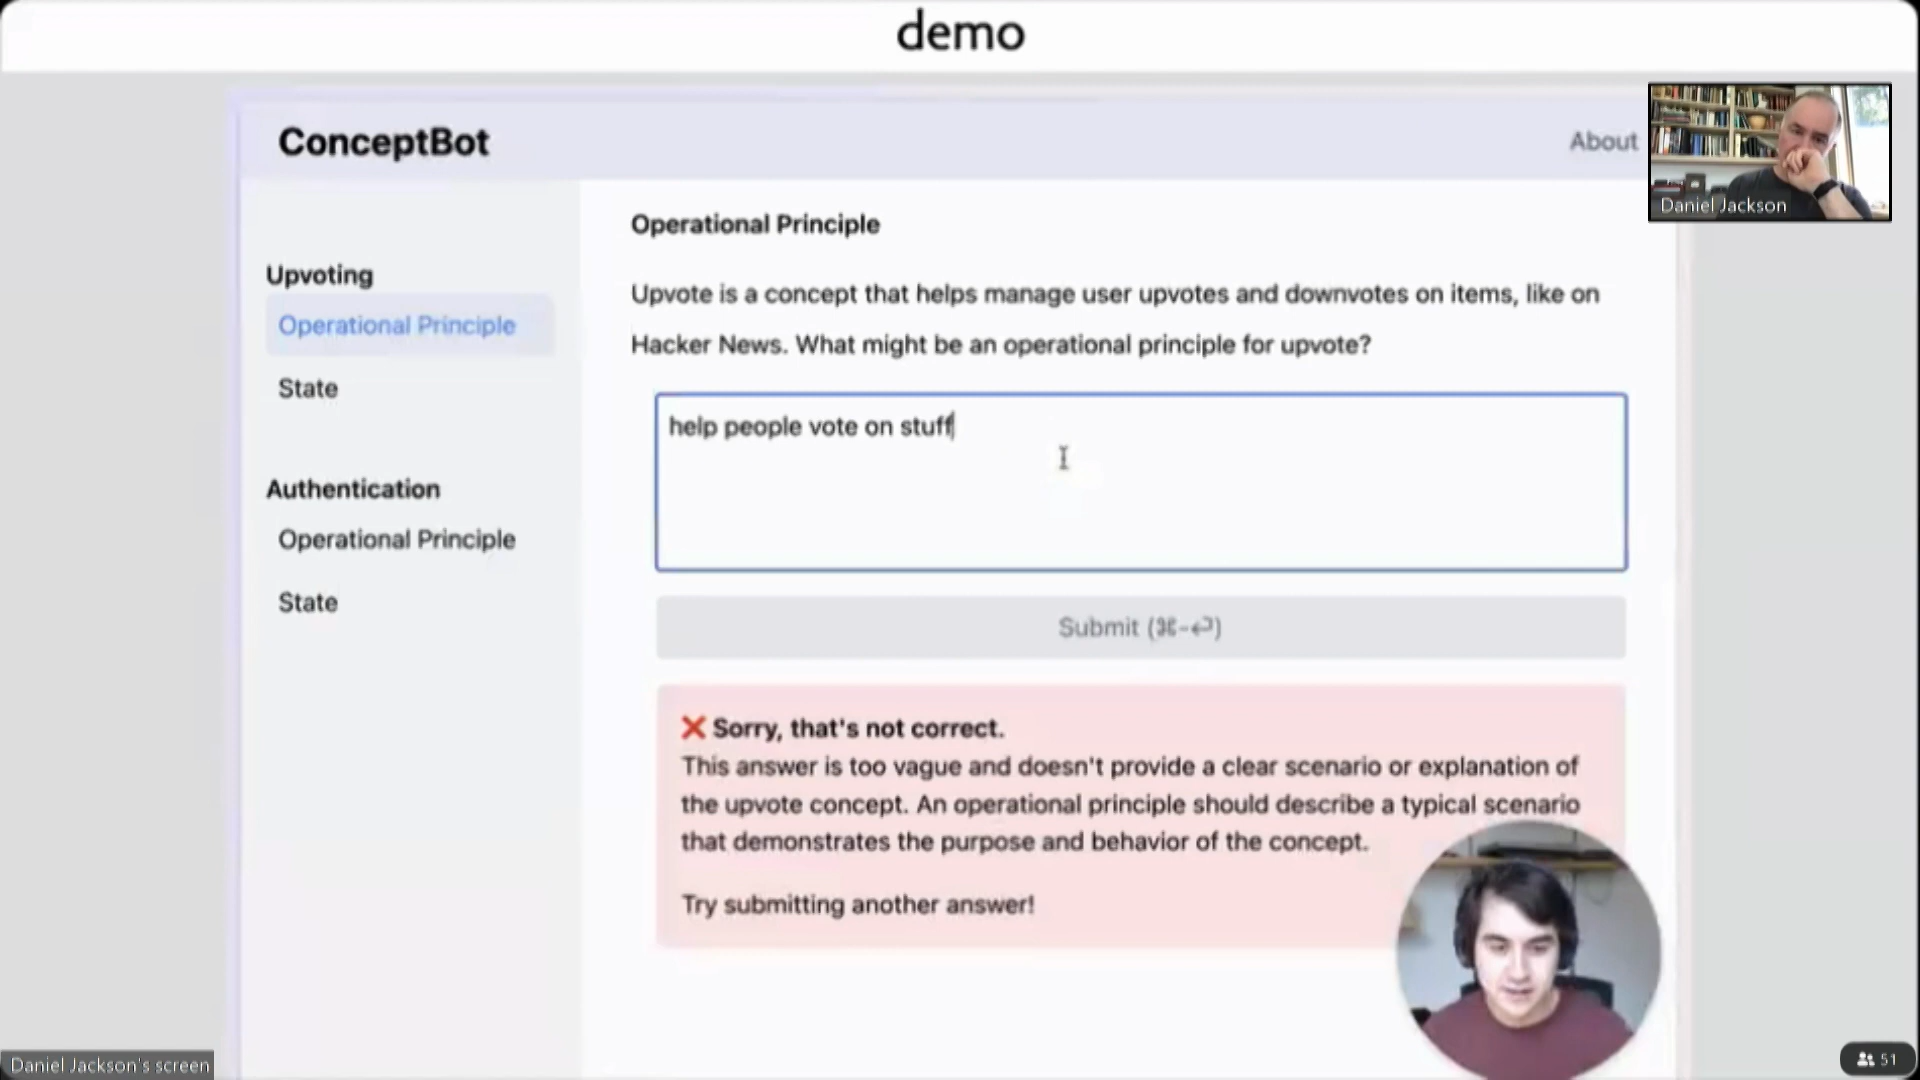 demo
ConceptBot
About
Daniel Jackson
Upvoting
Operational Principle
State
Authentication
Operational Principle
State
Operational Principle
Upvote is a concept that helps manage user upvotes and downvotes on items, like on
Hacker News. What might be an operational principle for upvote?
help people vote on stuff
Submit (⌘-⏎)
❌ Sorry, that's not correct.
This answer is too vague and doesn't provide a clear scenario or explanation of
the upvote concept. An operational principle should describe a typical scenario
that demonstrates the purpose and behavior of the concept.
Try submitting another answer!
Daniel Jackson's screen
51